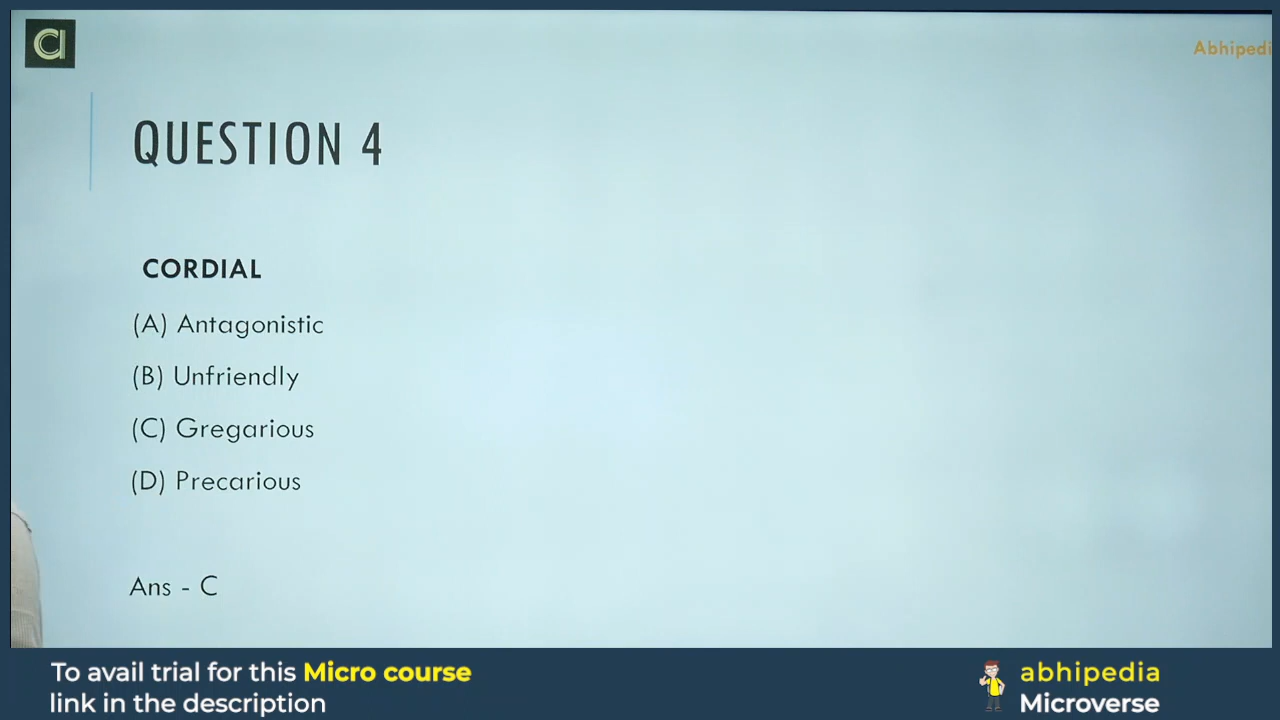 Abhipedi
QUESTION 4
CORDIAL
(A) Antagonistic
(B) Unfriendly
(C) Gregarious
(D) Precarious
Ans - C
To avail trial for this Micro course
link in the description
abhipedia
Microverse